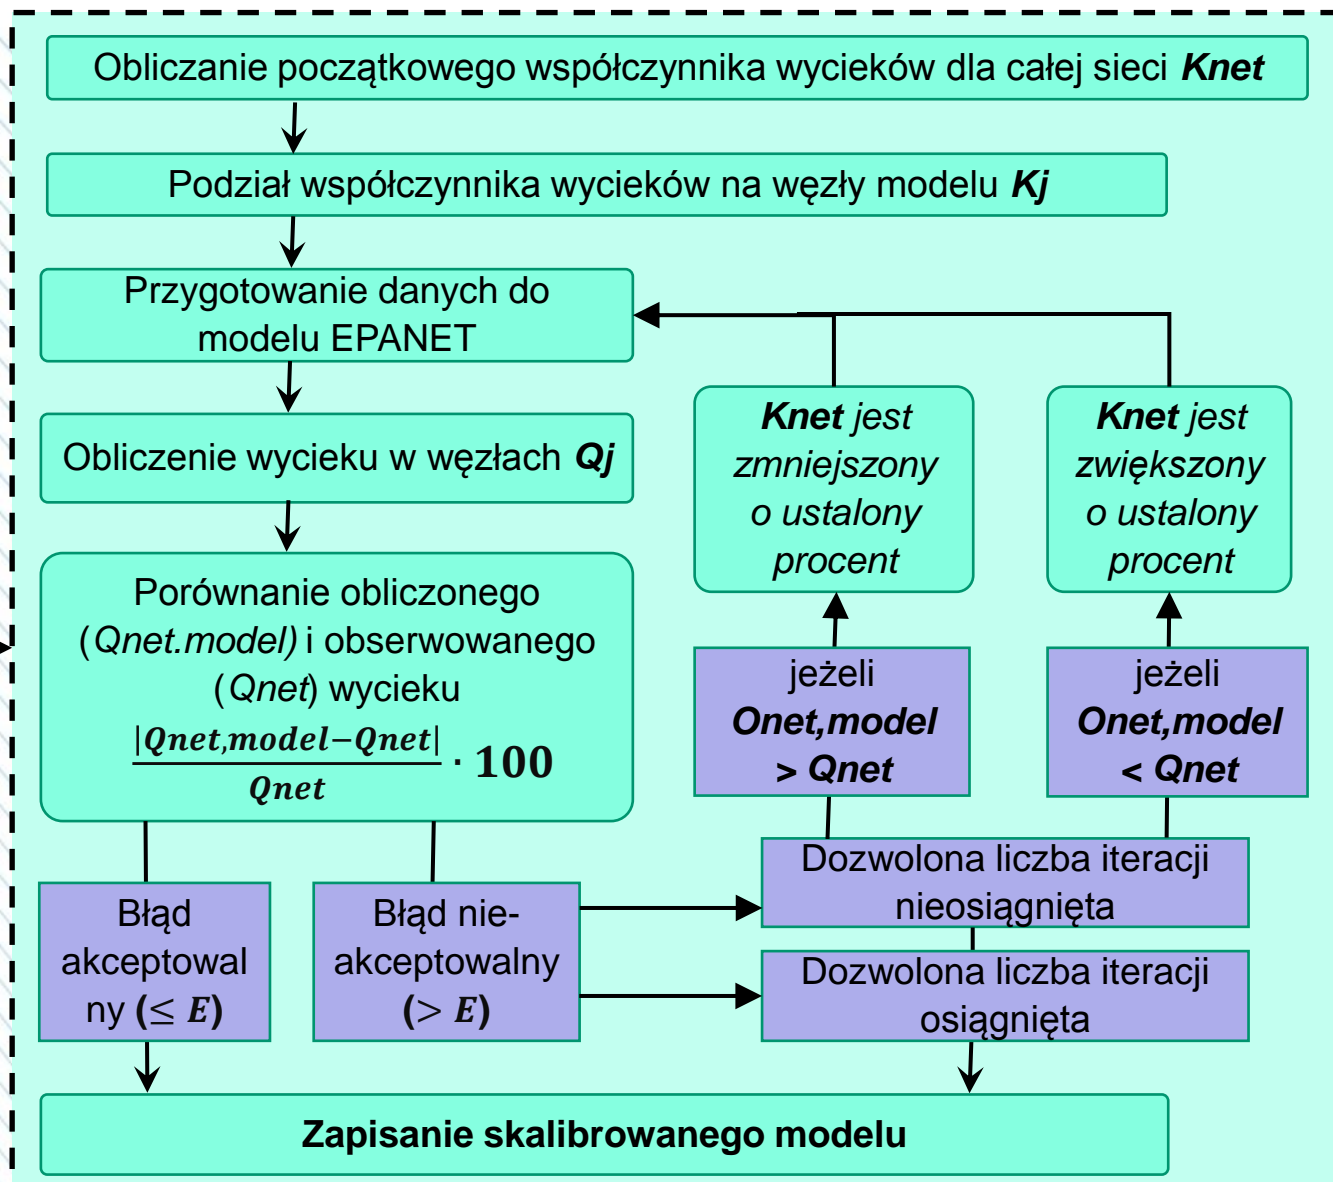 Obliczanie początkowego współczynnika wycieków dla całej sieci Knet
Podział współczynnika wycieków na węzły modelu Kj
Przygotowanie danych do
modelu EPANET
Obliczenie wycieku w węzłach Qj
Porównanie obliczonego
(Qnet.model) i obserwowanego
(Qnet) wycieku
|Qnet,model−Qnet|
Qnet
· 100
Knet jest
zmniejszony
o ustalony
procent
Knet jest
zwiększony
o ustalony
procent
jeżeli
Onet,model
> Qnet
jeżeli
Onet,model
< Qnet
Błąd
akceptowal
ny (≤ E)
Błąd nie-
akceptowalny
(> E)
Dozwolona liczba iteracji
nieosiągnięta
Dozwolona liczba iteracji
osiągnięta
Zapisanie skalibrowanego modelu